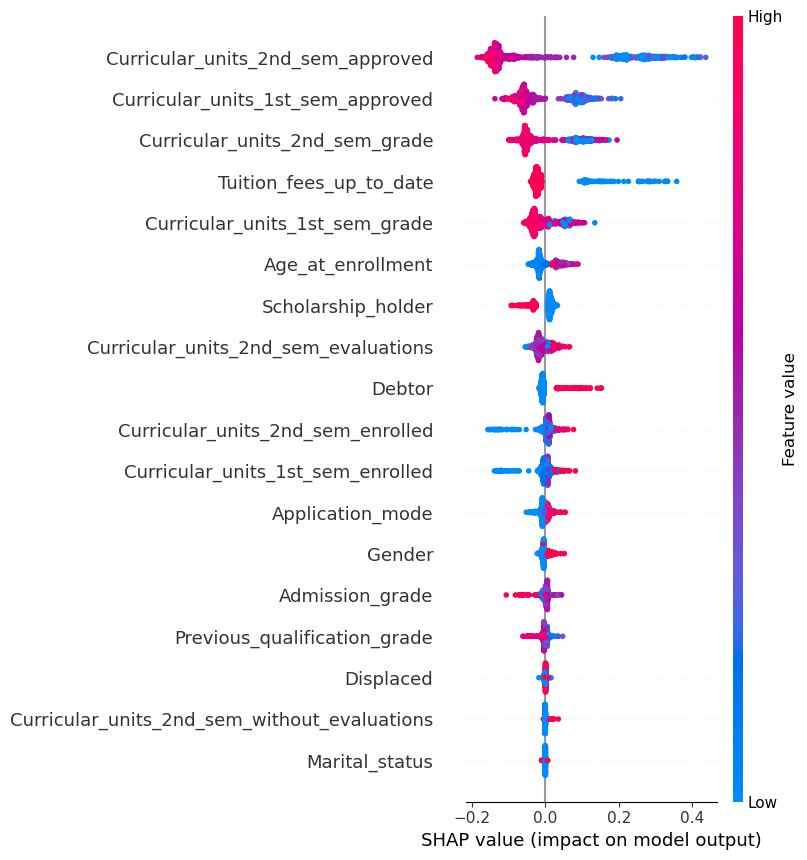 High
Curricular_units_2nd_sem_approved
Curricular_units_1st_sem_approved
Curricular_units_2nd_sem_grade
Tuition_fees_up_to_date
Curricular_units_1st_sem_grade
Age_at_enrollment
Scholarship_holder
Curricular_units_2nd_sem_evaluations
Debtor
Curricular_units_2nd_sem_enrolled
Curricular_units_1st_sem_enrolled
Application_mode
Gender
Admission_grade
Previous_qualification_grade
Displaced
Curricular_units_2nd_sem_without_evaluations
Marital_status
Feature value
Low
−0.2 0.0 0.2 0.4
SHAP value (impact on model output)